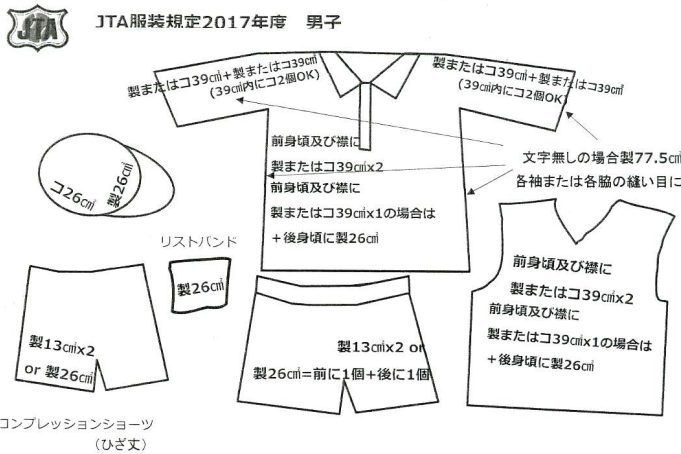 JTA
JTA服装規定2017年度　男子
製またはコ39㎠+製またはコ39㎠
(39㎠内にコ2個OK)
製またはコ39㎠+製またはコ39㎠
(39㎠内にコ2個OK)
前身頃及び襟に
製またはコ39㎠x2
前身頃及び襟に
製またはコ39㎠x1の場合は
+後身頃に製26㎠
文字無しの場合製77.5㎠
各袖または各脇の縫い目に
コ26㎠
製26㎠
リストバンド
製26㎠
前身頃及び襟に
製またはコ39㎠x2
前身頃及び襟に
製またはコ39㎠x1の場合は
+後身頃に製26㎠
製13㎠x2
or 製26㎠
製13㎠x2 or
製26㎠=前に1個+後に1個
コンプレッションショーツ
（ひざ丈）